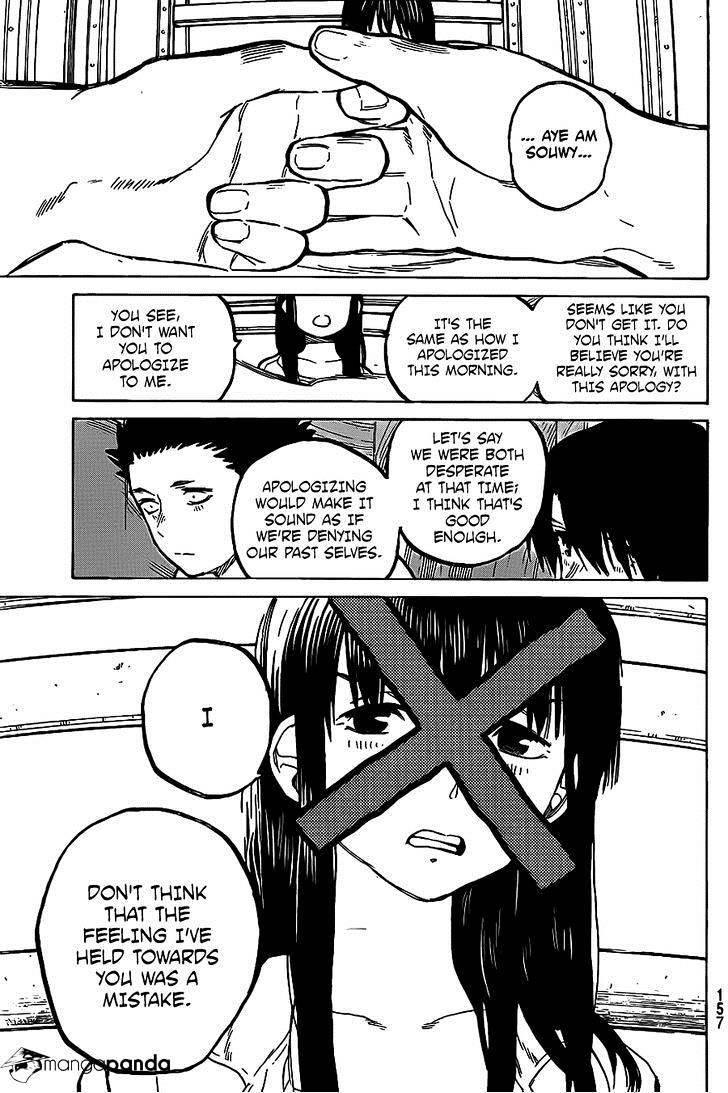 ... AYE AM
SOUWY...
SEEMS LIKE YOU
DON'T GET IT. DO
YOU THINK I'LL
BELIEVE YOU'RE
REALLY SORRY, WITH
THIS APOLOGY?
IT'S THE
SAME AS HOW I
APOLOGIZED
THIS MORNING.
YOU SEE,
I DON'T WANT
YOU TO
APOLOGIZE
TO ME.
LET'S SAY
WE WERE BOTH
DESPERATE
AT THAT TIME;
I THINK THAT'S
GOOD
ENOUGH.
APOLOGIZING
WOULD MAKE IT
SOUND AS IF
WE'RE DENYING
OUR PAST SELVES.
I
DON'T THINK
THAT THE
FEELING I'VE
HELD TOWARDS
YOU WAS A
MISTAKE.
157
mangapanda